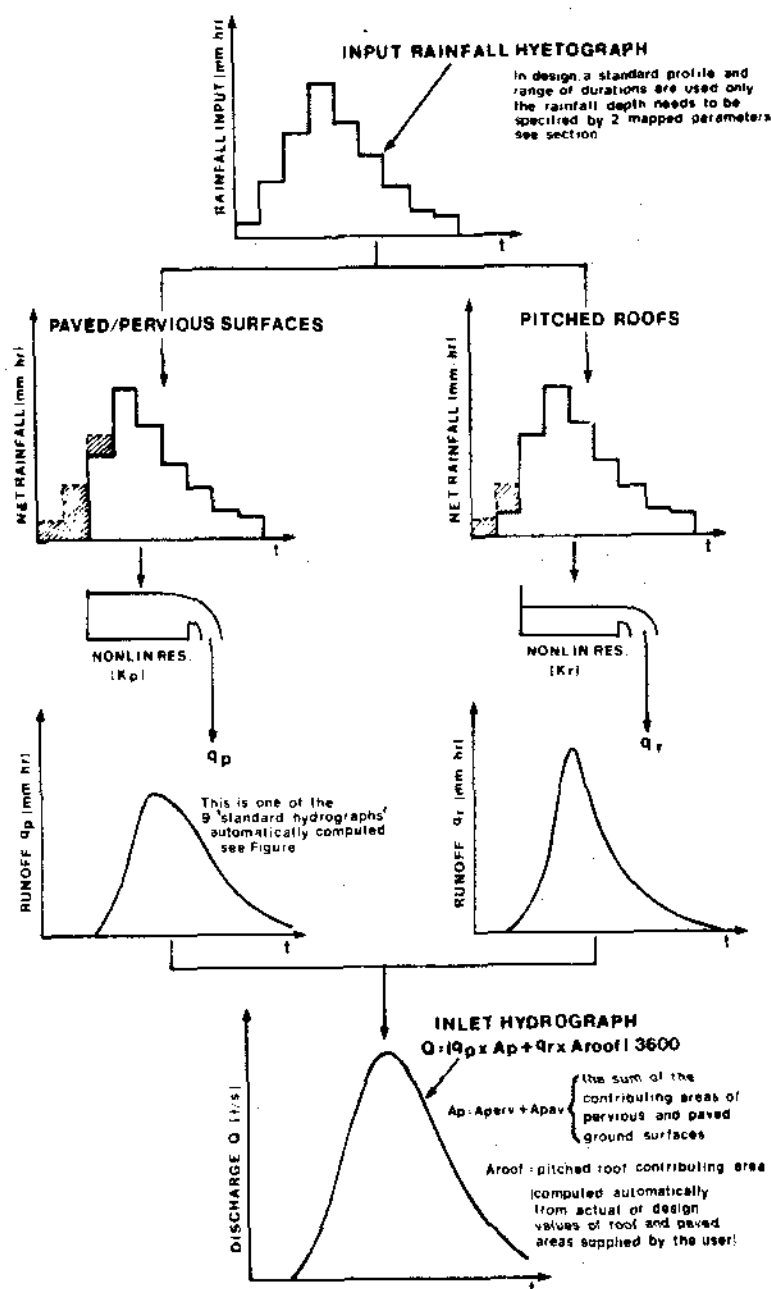 INPUT RAINFALL HYETOGRAPH
In design, a standard profile and
range of durations are used only
the rainfall depth needs to be
specified by 2 mapped parameters
see section
RAINFALL INPUT (mm hr)
t
PAVED/PERVIOUS SURFACES
PITCHED ROOFS
NET RAINFALL (mm hr)
t
NET RAINFALL (mm hr)
t
NONLIN RES.
[Kp]
NONLIN RES.
[Kr]
qp
qr
RUNOFF qp (mm hr)
This is one of the
9 'standard hydrographs'
automatically computed
see Figure
t
RUNOFF qr (mm hr)
t
INLET HYDROGRAPH
Q=(qp x Ap + qr x Aroof) 3600
DISCHARGE Q (l/s)
Ap=Aperv + Apav
the sum of the
contributing areas of
pervious and paved
ground surfaces
Aroof = pitched roof contributing area
(computed automatically
from actual or design
values of roof and paved
areas supplied by the user)
t